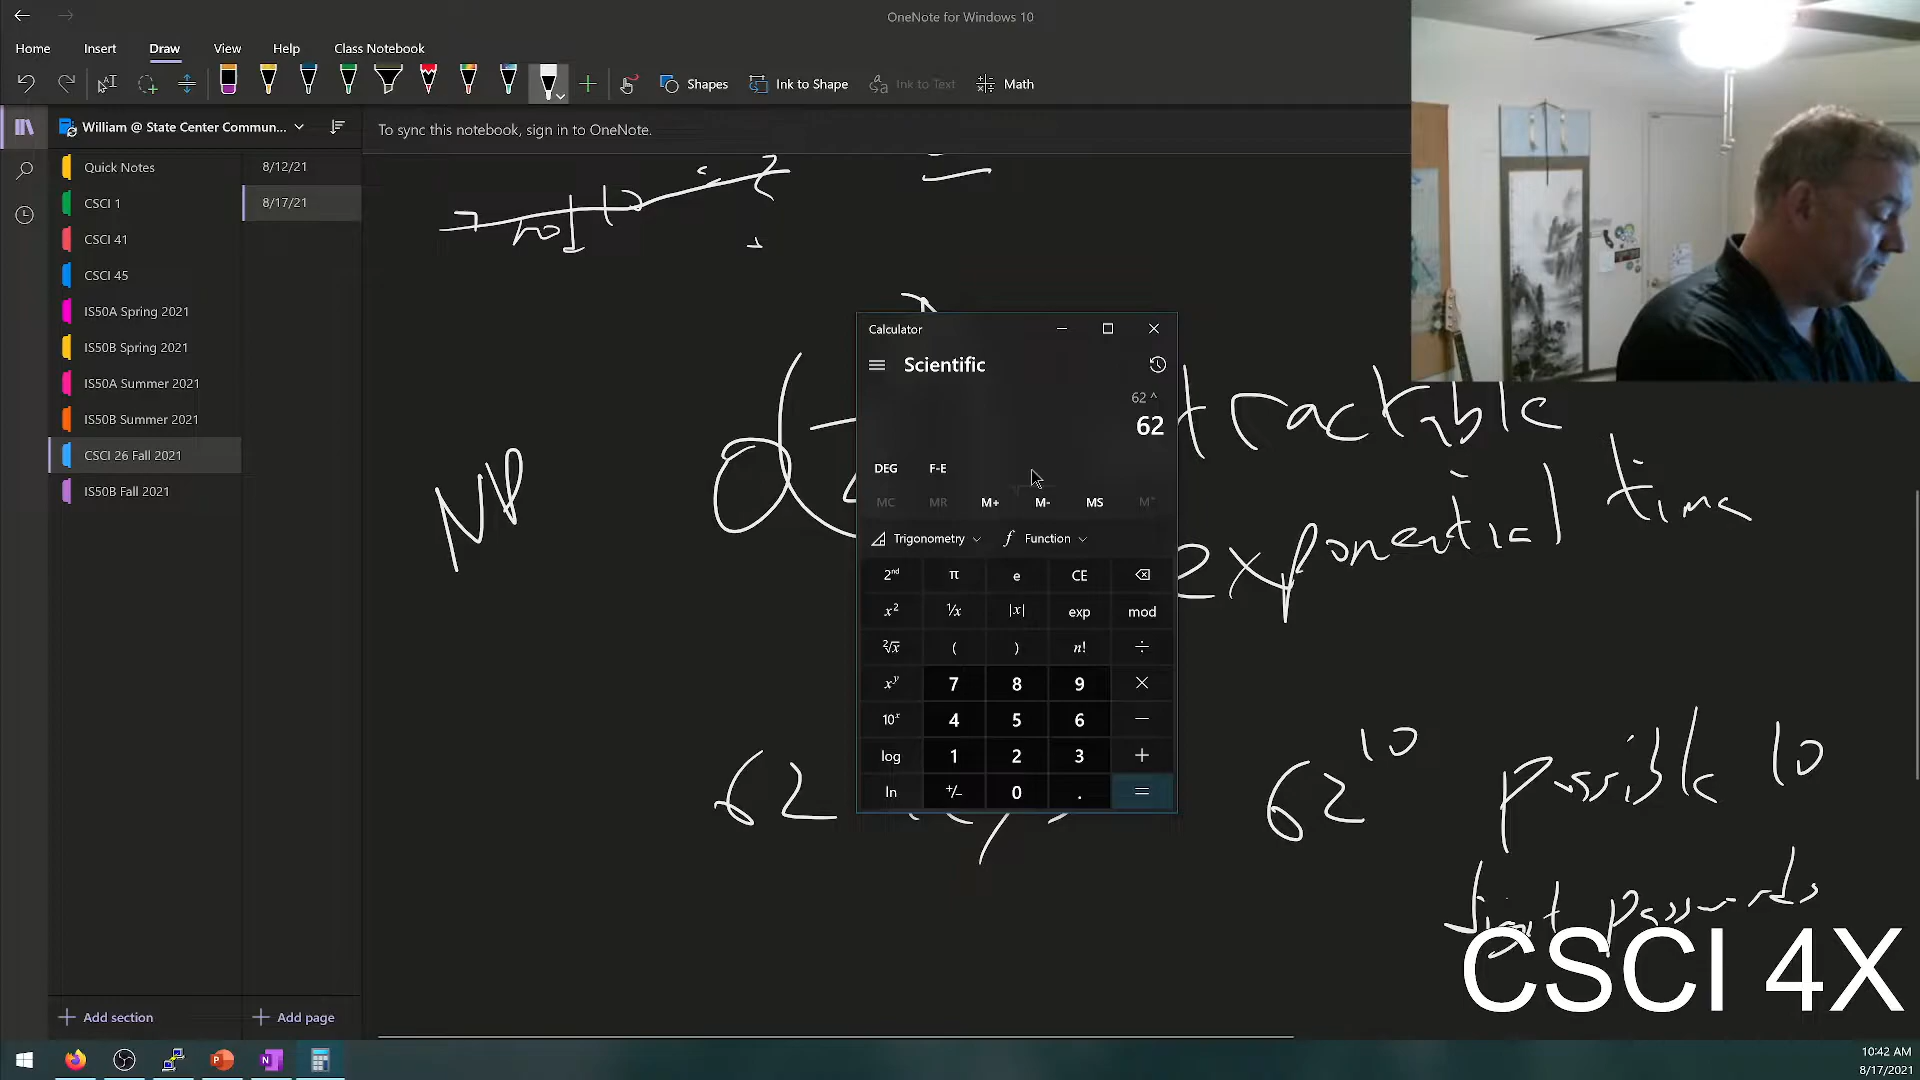 OneNote for Windows 10
Home Insert Draw View Help Class Notebook
Shapes Ink to Shape Ink to Text Math
William @ State Center Commun...
To sync this notebook, sign in to OneNote.
Quick Notes
CSCI 1
CSCI 41
CSCI 45
IS50A Spring 2021
IS50B Spring 2021
IS50A Summer 2021
IS50B Summer 2021
CSCI 26 Fall 2021
IS50B Fall 2021
8/12/21
8/17/21
Add section
Add page
NP
tractable
exponential time
62
62^10 possible 10
digit passwords
Calculator
Scientific
62 ^
62
DEG F-E
MC MR M+ M- MS M˅
Trigonometry f Function
2nd π e CE
x² ⅟x |x| exp mod
²√x ( ) n! ÷
xʸ 7 8 9 ×
10ˣ 4 5 6 −
log 1 2 3 +
ln +/− 0 . =
CSCI 4X
10:42 AM
8/17/2021